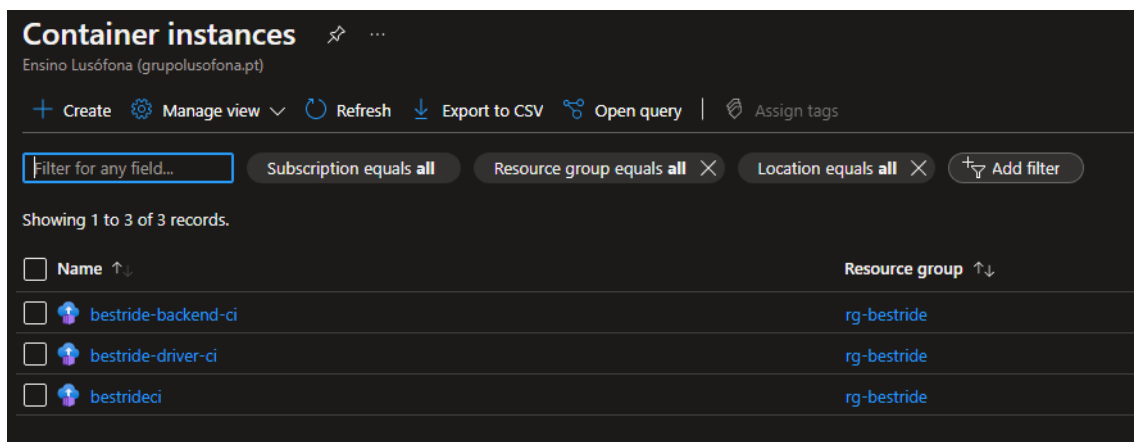 Container instances
Ensino Lusófona (grupolusofona.pt)
Create Manage view Refresh Export to CSV Open query Assign tags
Filter for any field... Subscription equals all Resource group equals all Location equals all Add filter
Showing 1 to 3 of 3 records.
Name Resource group
bestride-backend-ci rg-bestride
bestride-driver-ci rg-bestride
bestrideci rg-bestride